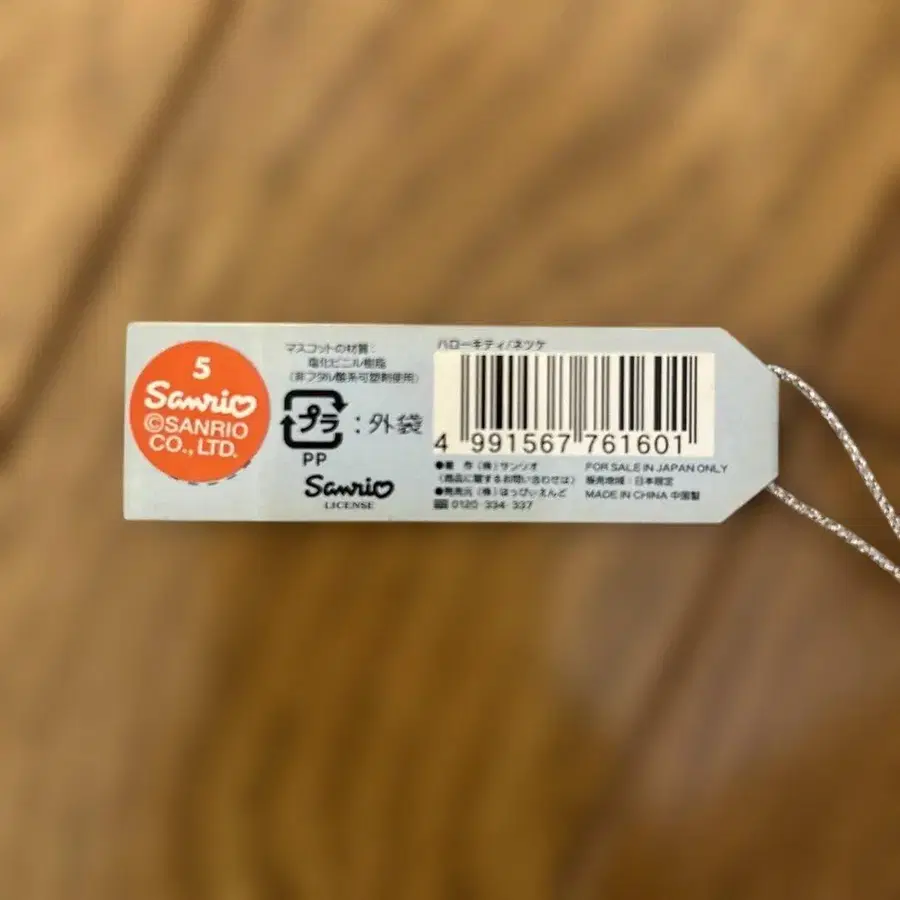 5
Sanrio
©SANRIO
CO., LTD.
マスコットの材質：
塩化ビニル樹脂
(非フタル酸系可塑剤使用)
プラ
：外袋
PP
Sanrio
LICENSE
ハローキティ/ネツケ
4 991567 761601
●著 作 (株) サンリオ
(商品に関するお問い合わせは)
●発売元 (株) はっぴぃえんど
0120-334-337
FOR SALE IN JAPAN ONLY
販売地域：日本限定
MADE IN CHINA 中国製